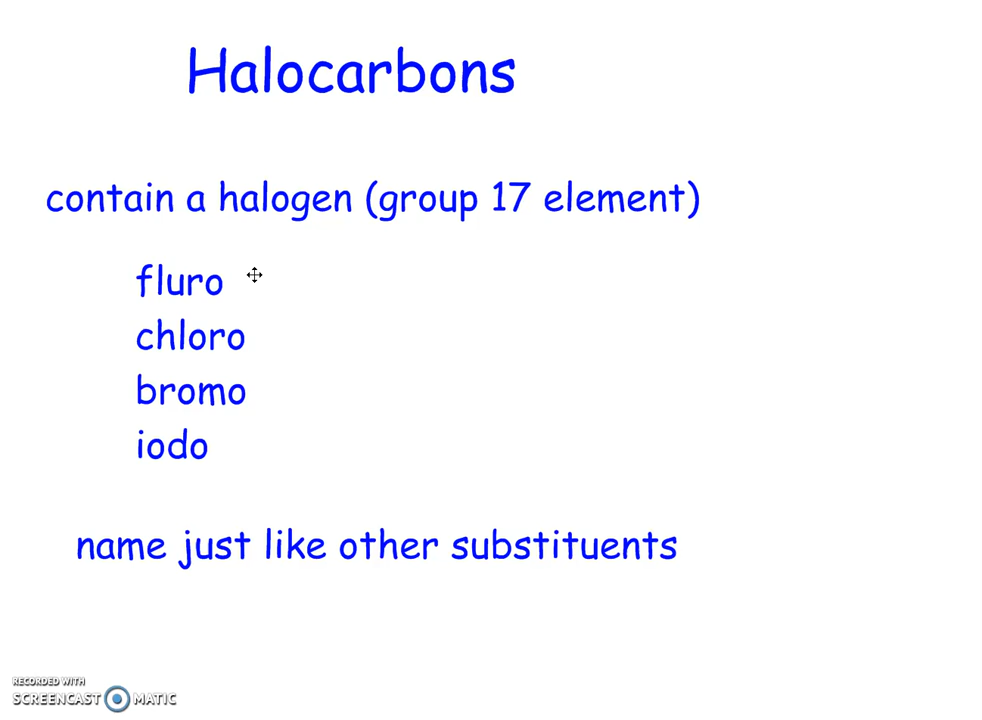 Halocarbons
contain a halogen (group 17 element)
fluro
chloro
bromo
iodo
name just like other substituents
RECORDED WITH
SCREENCAST MATIC